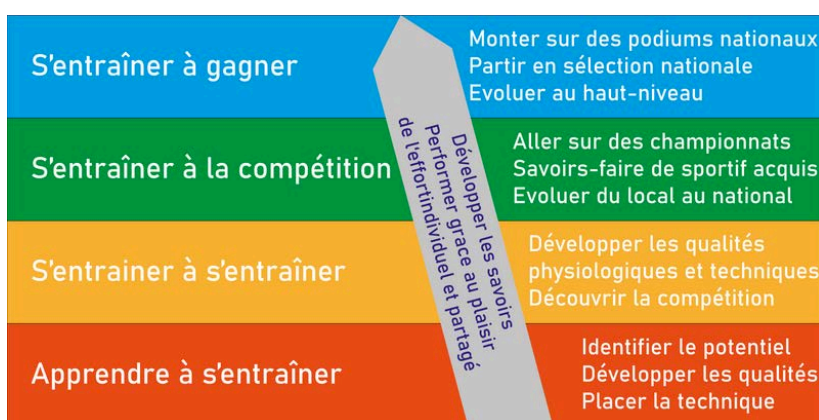 S'entraîner à gagner
Monter sur des podiums nationaux
Partir en sélection nationale
Evoluer au haut-niveau
S'entraîner à la compétition
Aller sur des championnats
Savoirs-faire de sportif acquis
Evoluer du local au national
S'entrainer à s'entraîner
Développer les qualités
physiologiques et techniques
Découvrir la compétition
Apprendre à s'entraîner
Identifier le potentiel
Développer les qualités
Placer la technique
Développer les savoirs
Performer grace au plaisir
de l'effortindividuel et partagé